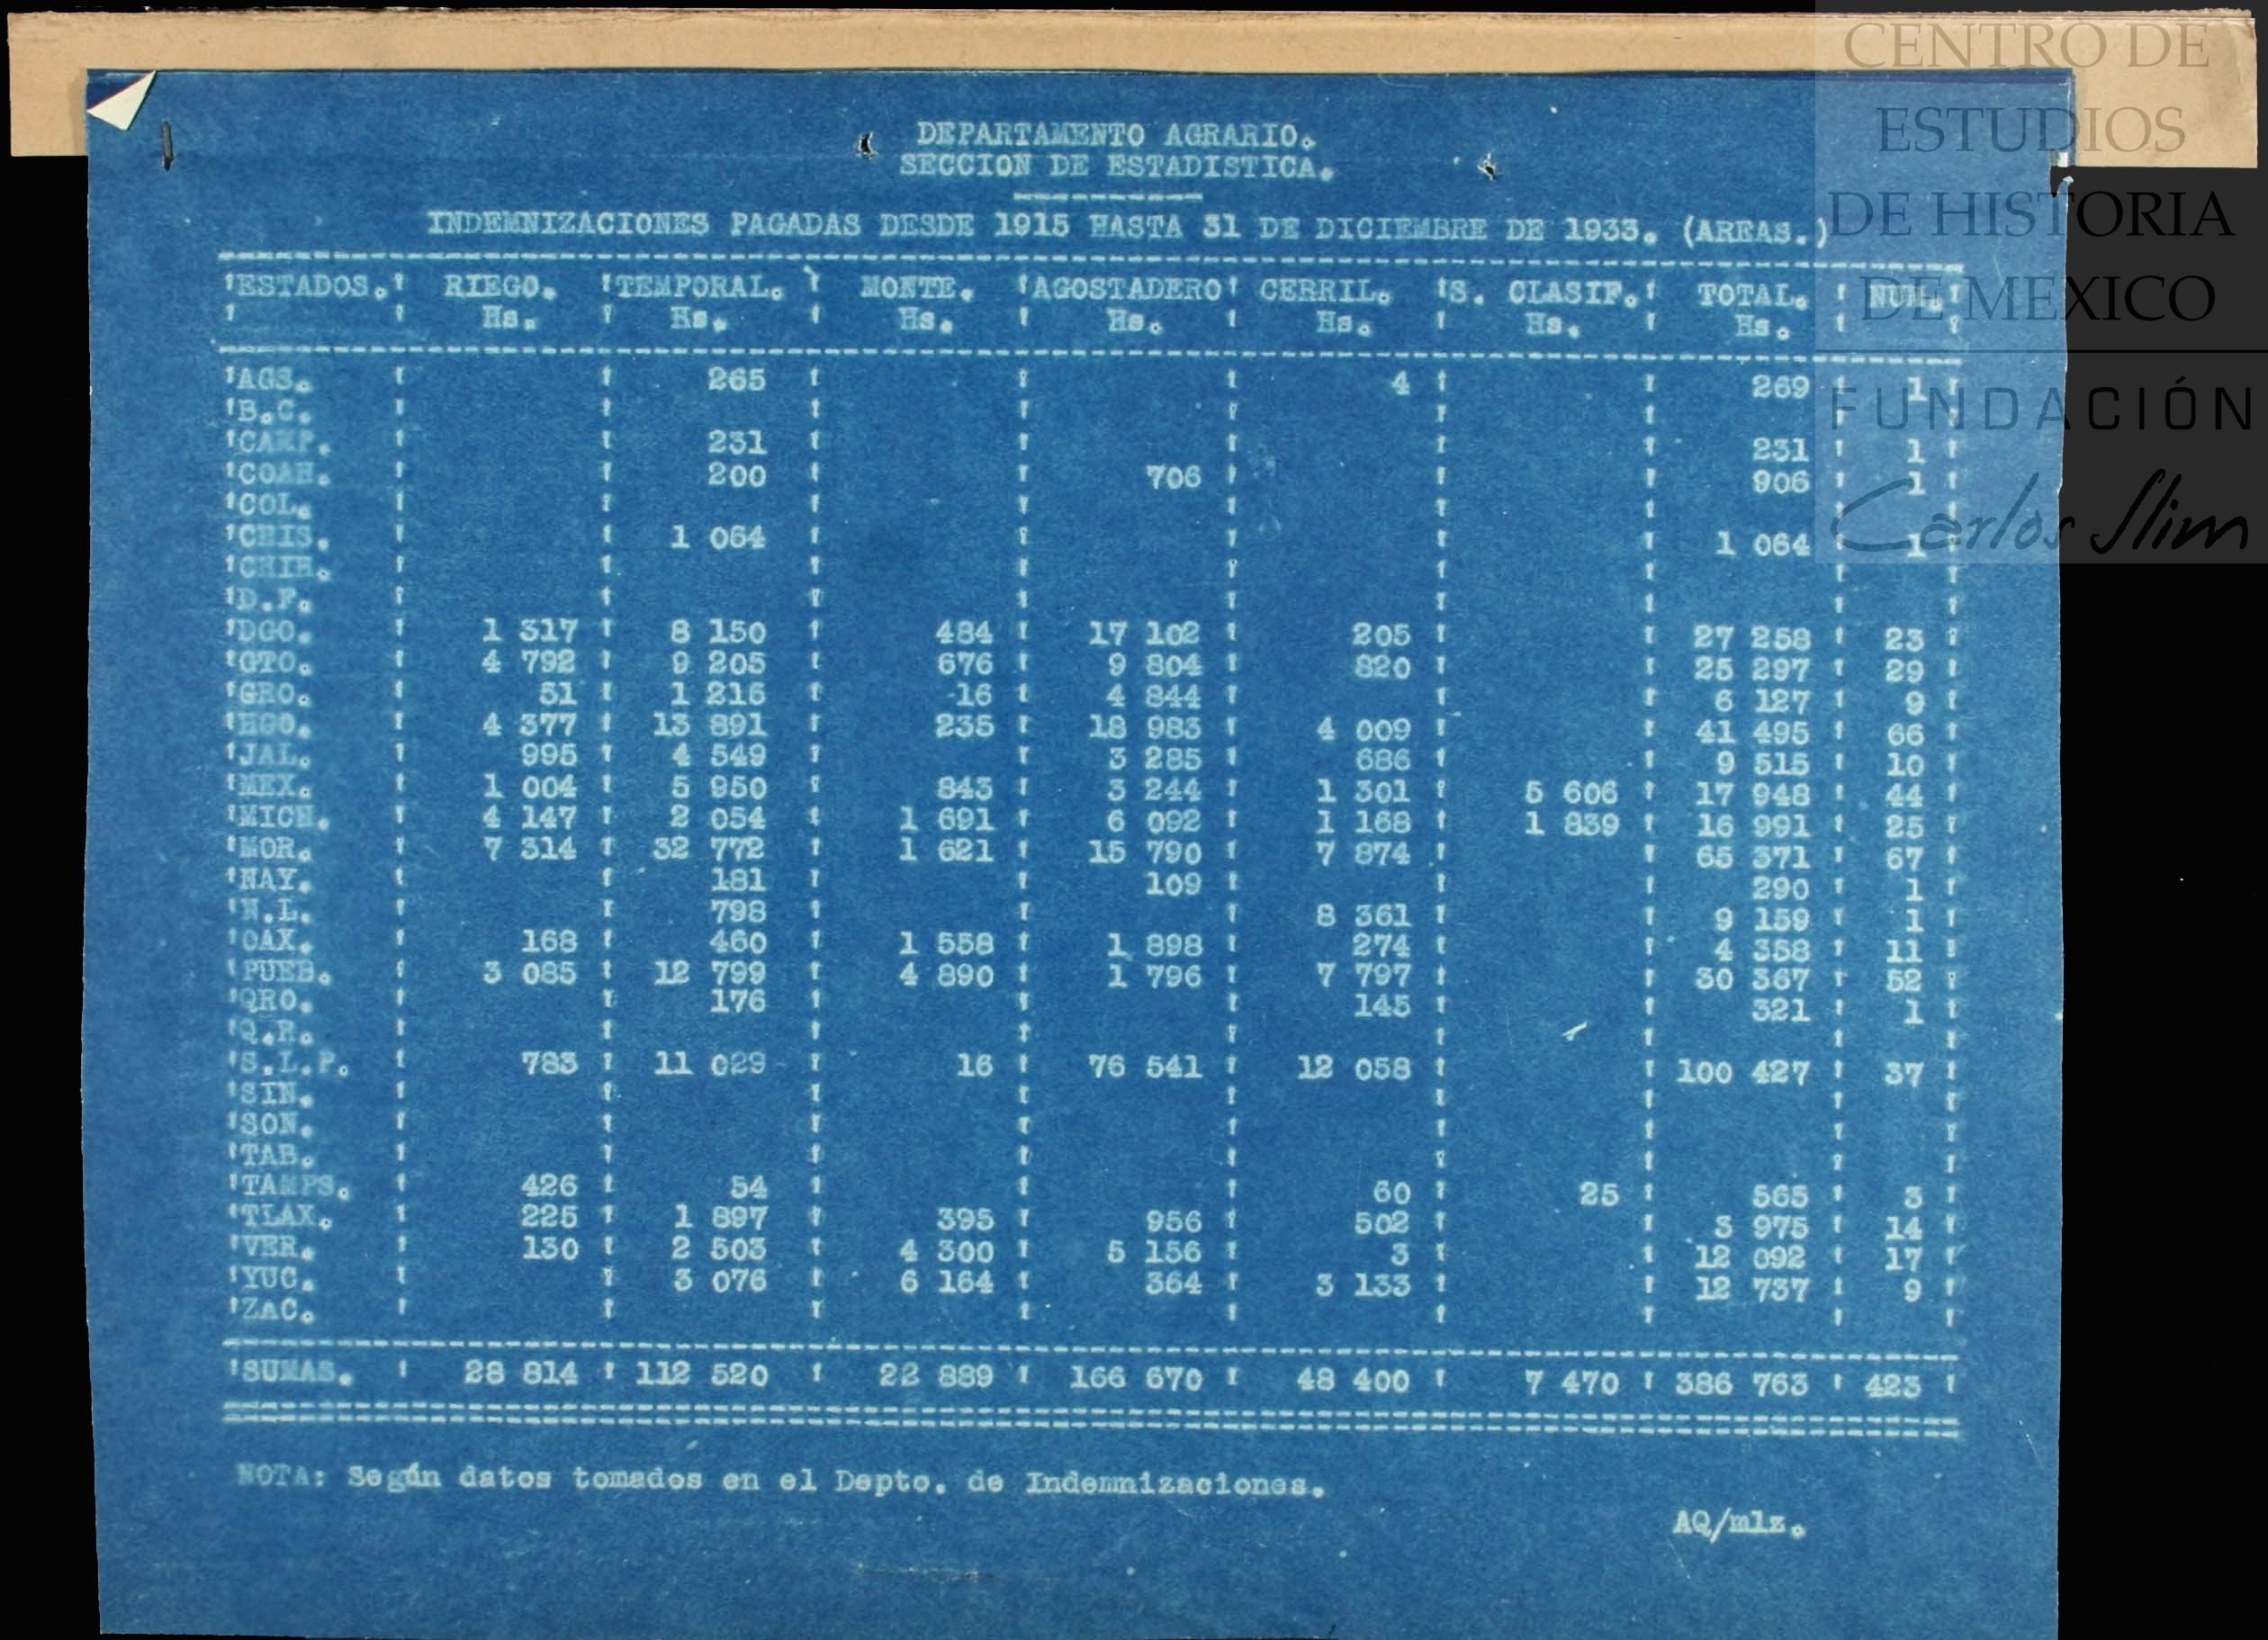 CENTRO DE
ESTUDIOS
DE HISTORIA
DE MEXICO
FUNDACIÓN
Carlos Slim
DEPARTAMENTO AGRARIO.
SECCION DE ESTADISTICA.
INDEMNIZACIONES PAGADAS DESDE 1915 HASTA 31 DE DICIEMBRE DE 1933. (AREAS.)
ESTADOS. RIEGO. TEMPORAL. MONTE. AGOSTADERO CERRIL. S. CLASIF. TOTAL. NUM.
Hs. Hs. Hs. Hs. Hs. Hs. Hs.
AGS. 265 4 269 1
B.C.
CAMP. 231 231 1
COAH. 200 706 906 1
COL.
CHIS. 1 064 1 064 1
CHIH.
D.F.
DGO. 1 317 8 150 484 17 102 205 27 258 23
GTO. 4 792 9 205 676 9 804 820 25 297 29
GRO. 51 1 216 16 4 844 6 127 9
HGO. 4 377 13 891 235 18 983 4 009 41 495 66
JAL. 995 4 549 3 285 686 9 515 10
MEX. 1 004 5 950 843 3 244 1 301 5 606 17 948 44
MICH. 4 147 2 054 1 691 6 092 1 168 1 839 16 991 25
MOR. 7 314 32 772 1 621 15 790 7 874 65 371 67
NAY. 181 109 290 1
N.L. 798 8 361 9 159 1
OAX. 168 460 1 558 1 898 274 4 358 11
PUEB. 3 085 12 799 4 890 1 796 7 797 30 367 52
QRO. 176 145 321 1
Q.R.
S.L.P. 783 11 029 16 76 541 12 058 100 427 37
SIN.
SON.
TAB.
TAMPS. 426 54 60 25 565 3
TLAX. 225 1 897 395 956 502 3 975 14
VER. 130 2 503 4 300 5 156 3 12 092 17
YUC. 3 076 6 164 364 3 133 12 737 9
ZAC.
SUMAS. 28 814 112 520 22 889 166 670 48 400 7 470 386 763 423
NOTA: Según datos tomados en el Depto. de Indemnizaciones.
AQ/mlz.